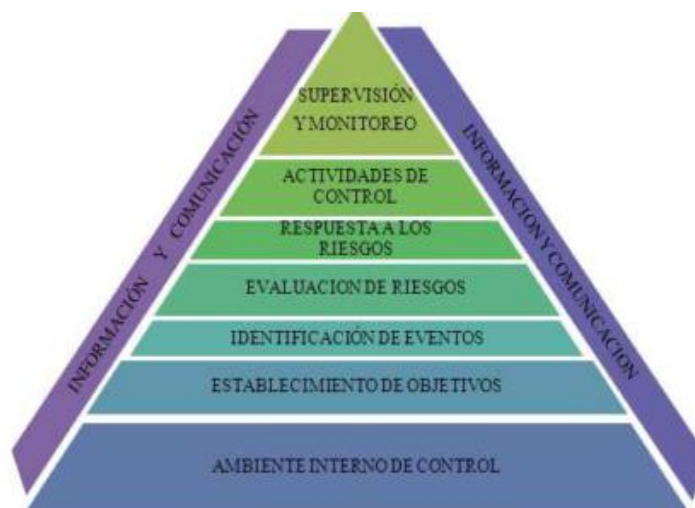 SUPERVISIÓN
Y MONITOREO
ACTIVIDADES DE
CONTROL
RESPUESTA A LOS
RIESGOS
EVALUACION DE RIESGOS
IDENTIFICACIÓN DE EVENTOS
ESTABLECIMIENTO DE OBJETIVOS
AMBIENTE INTERNO DE CONTROL
INFORMACIÓN Y COMUNICACIÓN
INFORMACION Y COMUNICACION